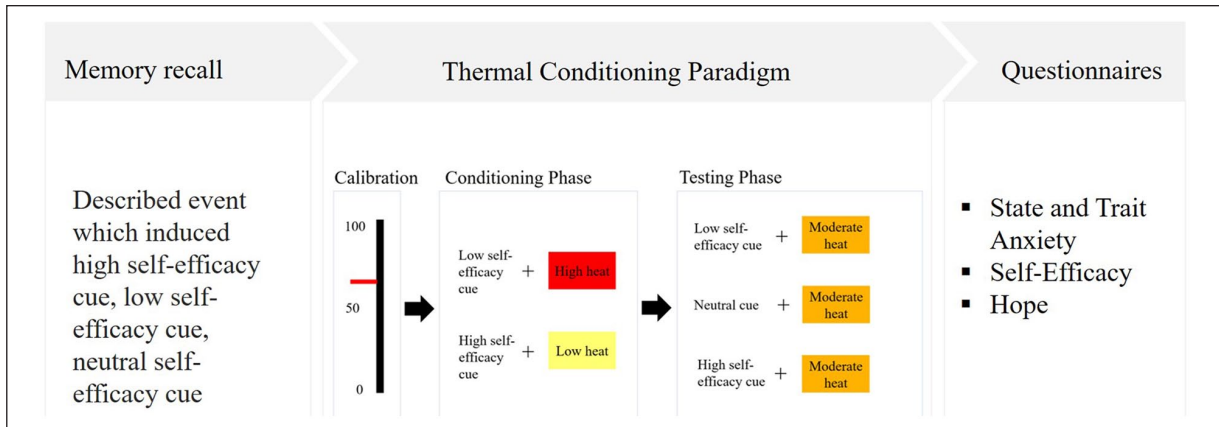 Memory recall
Thermal Conditioning Paradigm
Questionnaires
Described event
which induced
high self-efficacy
cue, low self-
efficacy cue,
neutral self-
efficacy cue
Calibration
100
50
0
Conditioning Phase
Low self-
efficacy
cue
+
High heat
High self-
efficacy
cue
+
Low heat
Testing Phase
Low self-
efficacy cue
+
Moderate
heat
Neutral cue
+
Moderate
heat
High self-
efficacy cue
+
Moderate
heat
▪ State and Trait
Anxiety
▪ Self-Efficacy
▪ Hope